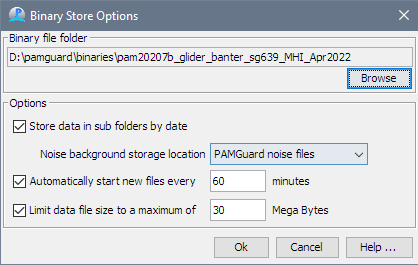 Binary Store Options
Binary file folder
D:\pamguard\binaries\pam20207b_glider_banter_sg639_MHI_Apr2022
Browse
Options
Store data in sub folders by date
Noise background storage location PAMGuard noise files
Automatically start new files every 60 minutes
Limit data file size to a maximum of 30 Mega Bytes
Ok Cancel Help ...